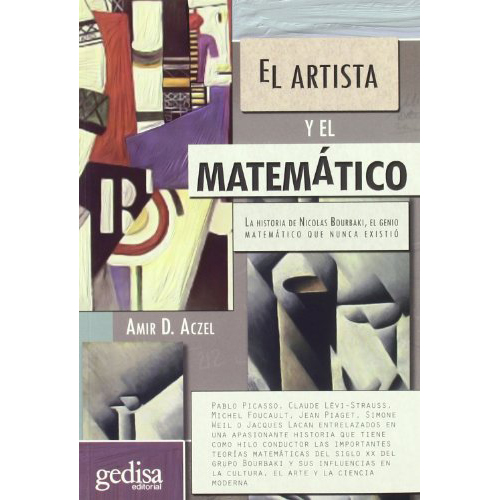 EL ARTISTA
Y EL
MATEMÁTICO
LA HISTORIA DE NICOLAS BOURBAKI, EL GENIO
MATEMÁTICO QUE NUNCA EXISTIÓ
B
AMIR D. ACZEL
PABLO PICASSO, CLAUDE LÉVI-STRAUSS,
MICHEL FOUCAULT, JEAN PIAGET, SIMONE
WEIL O JACQUES LACAN ENTRELAZADOS EN
UNA APASIONANTE HISTORIA QUE TIENE
COMO HILO CONDUCTOR LAS IMPORTANTES
TEORÍAS MATEMÁTICAS DEL SIGLO XX DEL
GRUPO BOURBAKI Y SUS INFLUENCIAS EN
LA CULTURA, EL ARTE Y LA CIENCIA
MODERNA
gedisa
editorial